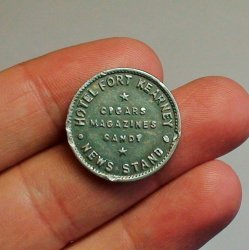 HOTEL FORT KEARNEY
CIGARS
MAGAZINES
CANDY
NEWS STAND